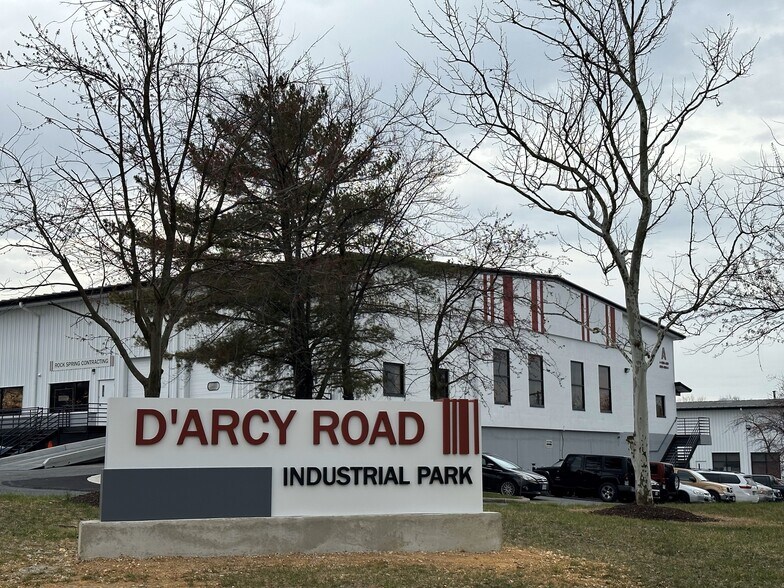 ROCK SPRING CONTRACTING
A
D'ARCY ROAD
INDUSTRIAL PARK